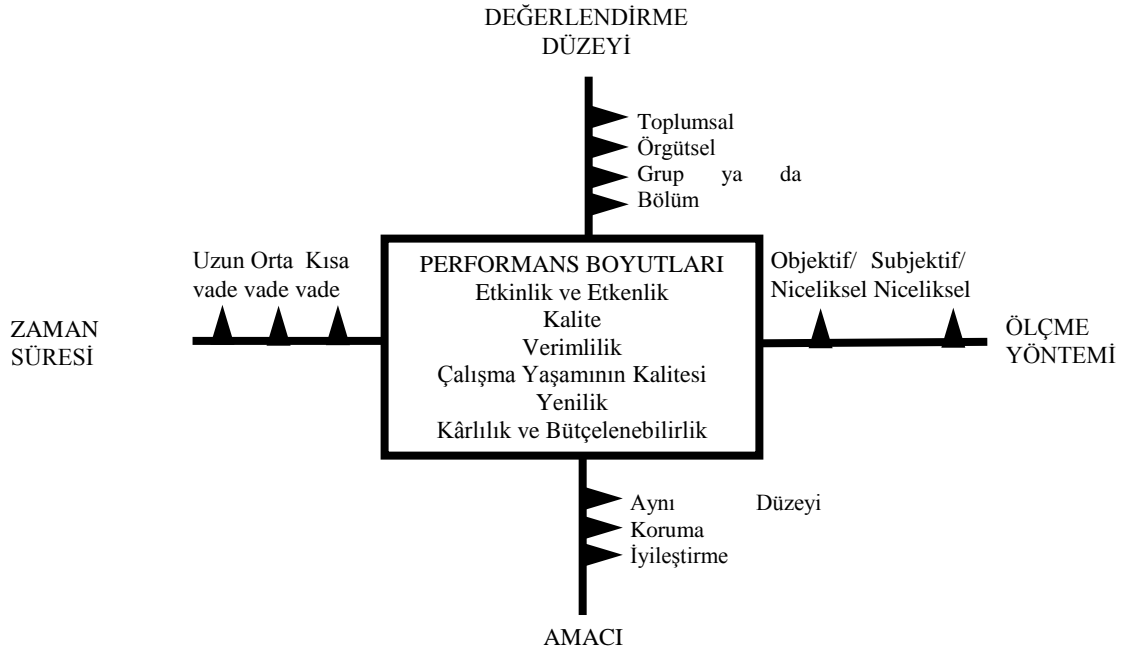 DEĞERLENDİRME
DÜZEYİ
Toplumsal
Örgütsel
Grup ya da
Bölüm
Uzun Orta Kısa
vade vade vade
ZAMAN
SÜRESİ
PERFORMANS BOYUTLARI
Etkinlik ve Etkenlik
Kalite
Verimlilik
Çalışma Yaşamının Kalitesi
Yenilik
Kârlılık ve Bütçelenebilirlik
Objektif/ Subjektif/
Niceliksel Niceliksel
ÖLÇME
YÖNTEMİ
Aynı Düzeyi
Koruma
İyileştirme
AMACI